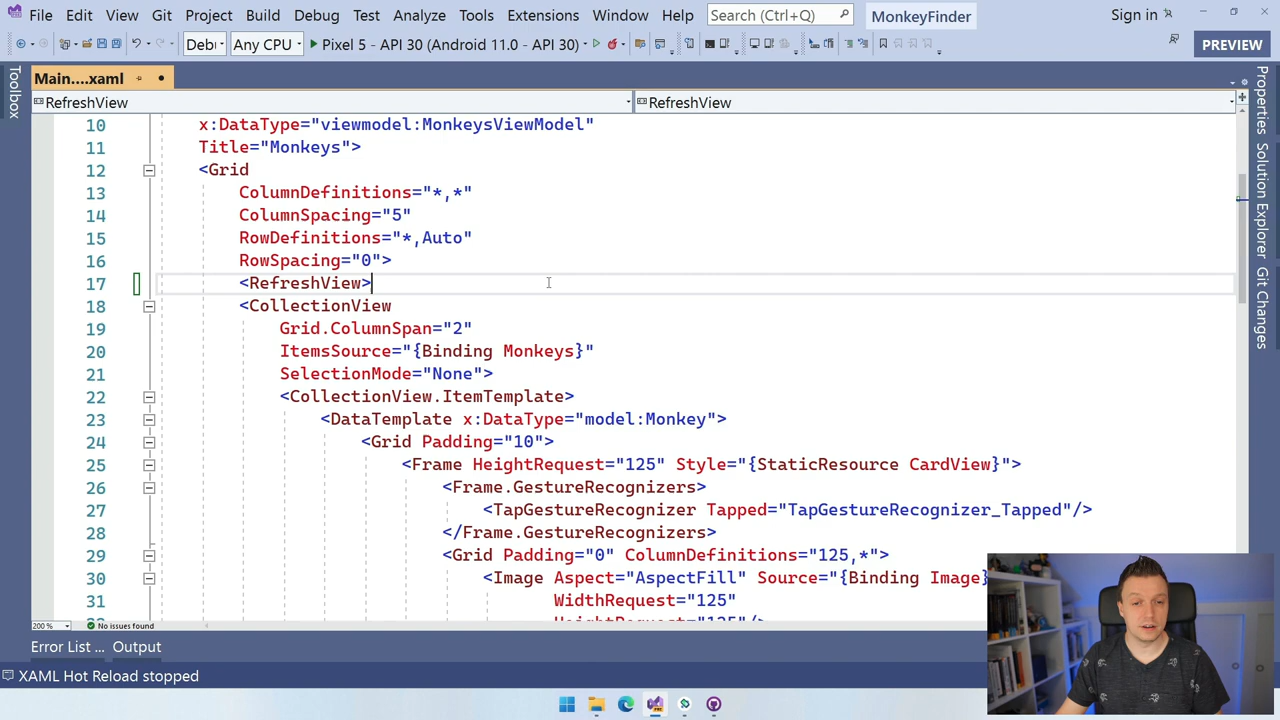 File Edit View Git Project Build Debug Test Analyze Tools Extensions Window Help Search (Ctrl+Q) MonkeyFinder Sign in
Debu Any CPU Pixel 5 - API 30 (Android 11.0 - API 30) PREVIEW
Main....xaml
RefreshView RefreshView
Toolbox
Properties
Solution Explorer
Git Changes
10 x:DataType="viewmodel:MonkeysViewModel"
11 Title="Monkeys">
12 <Grid
13 ColumnDefinitions="*,*"
14 ColumnSpacing="5"
15 RowDefinitions="*,Auto"
16 RowSpacing="0">
17 <RefreshView>
18 <CollectionView
19 Grid.ColumnSpan="2"
20 ItemsSource="{Binding Monkeys}"
21 SelectionMode="None">
22 <CollectionView.ItemTemplate>
23 <DataTemplate x:DataType="model:Monkey">
24 <Grid Padding="10">
25 <Frame HeightRequest="125" Style="{StaticResource CardView}">
26 <Frame.GestureRecognizers>
27 <TapGestureRecognizer Tapped="TapGestureRecognizer_Tapped"/>
28 </Frame.GestureRecognizers>
29 <Grid Padding="0" ColumnDefinitions="125,*">
30 <Image Aspect="AspectFill" Source="{Binding Image}
31 WidthRequest="125"
HeightRequest="125"/>
200 % No issues found
Error List ... Output
XAML Hot Reload stopped